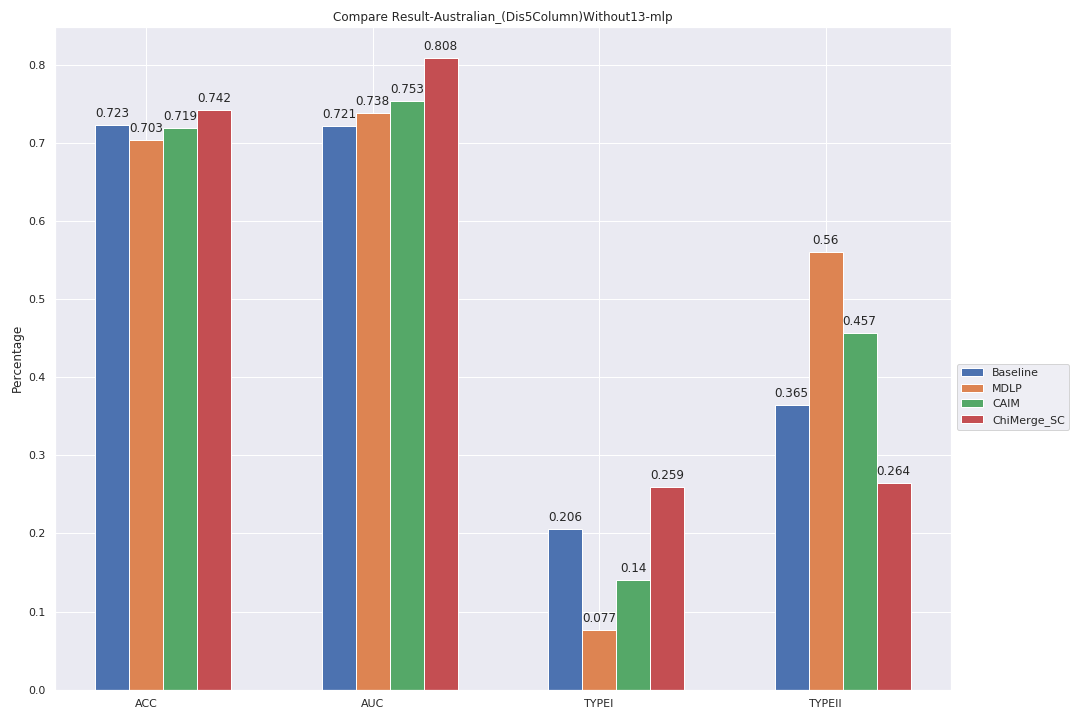 Compare Result-Australian_(Dis5Column)Without13-mlp
Percentage
0.8
0.7
0.6
0.5
0.4
0.3
0.2
0.1
0.0
0.723
0.703
0.719
0.742
0.721
0.738
0.753
0.808
0.206
0.077
0.14
0.259
0.365
0.56
0.457
0.264
ACC
AUC
TYPEI
TYPEII
Baseline
MDLP
CAIM
ChiMerge_SC